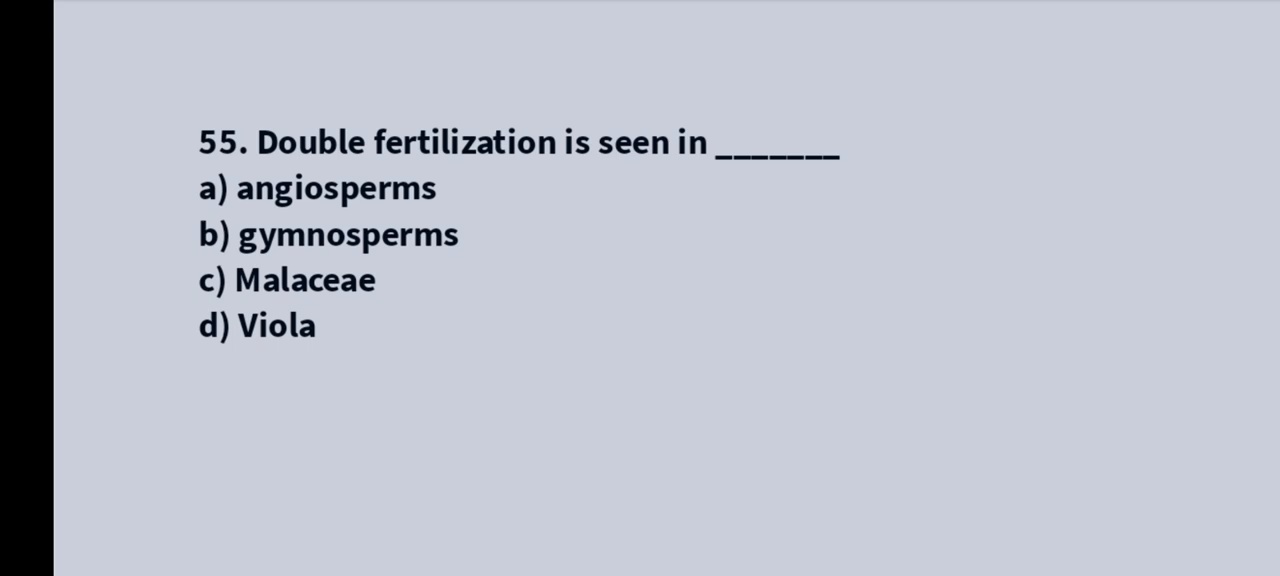 55. Double fertilization is seen in _______
a) angiosperms
b) gymnosperms
c) Malaceae
d) Viola